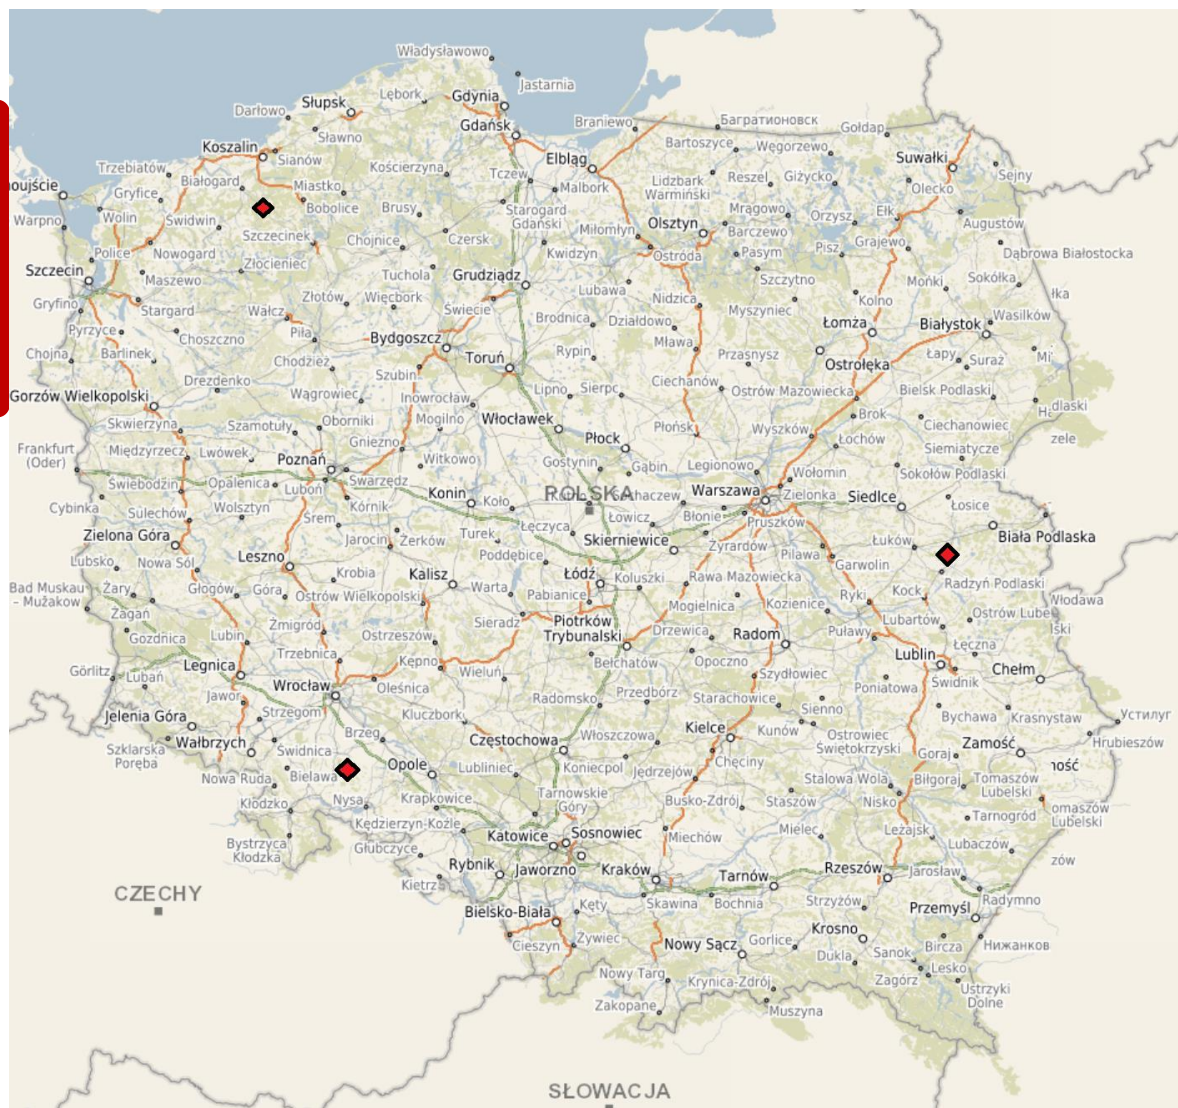 Władysławowo
Jastarnia
Lębork
Gdynia
Darłowo
Słupsk
Gdańsk
Braniewo
Багратионовск
Gołdap
Sławno
Koszalin
Sianów
Elbląg
Bartoszyce
Węgorzewo
Suwałki
Trzebiatów
Kościerzyna
Tczew
Lidzbark
Warmiński
Reszel
Giżycko
Sejny
oujście
Białogard
Miastko
Malbork
Olecko
Gryfice
Bobolice
Brusy
Starogard
Gdański
Mrągowo
Orzysz
Ełk
Warpno
Wolin
Świdwin
Olsztyn
Augustów
Police
Szczecinek
Chojnice
Czersk
Miłomłyn
Barczewo
Nowogard
Kwidzyn
Ostróda
Pasym
Pisz
Grajewo
Dąbrowa Białostocka
Szczecin
Maszewo
Złocieniec
Tuchola
Grudziądz
Szczytno
Mońki
Sokółka
Gryfino
Złotów
Więcbork
Lubawa
Nidzica
Kolno
łka
Stargard
Wałcz
Świecie
Myszyniec
Wasilków
Pyrzyce
Choszczno
Piła
Bydgoszcz
Brodnica
Działdowo
Łomża
Białystok
Chojna
Barlinek
Chodzież
Toruń
Rypin
Mława
Przasnysz
Ostrołęka
Łapy
Suraż
Mi
Szubin
Drezdenko
Gorzów Wielkopolski
Wągrowiec
Inowrocław
Lipno
Sierpc
Ciechanów
Ostrów Mazowiecka
Bielsk Podlaski
dlaski
Skwierzyna
Szamotuły
Oborniki
Mogilno
Włocławek
Płock
Płońsk
Wyszków
Brok
Ciechanowiec
Frankfurt
(Oder)
Międzyrzecz
Lwówek
Gniezno
Poznań
Witkowo
Gostynin
Gąbin
Legionowo
Łochów
Siemiatycze
zele
Świebodzin
Opalenica
Swarzędz
Luboń
Konin
Koło
POLSKA
haczew
Warszawa
Wołomin
Zielonka
Sokołów Podlaski
Siedlce
Cybinka
Sulechów
Wolsztyn
Kórnik
Śrem
Łęczyca
Łowicz
Błonie
Pruszków
Łosice
Zielona Góra
Jarocin
Żerków
Turek
Skierniewice
Żyrardów
Pilawa
Łuków
Biała Podlaska
Lubsko
Nowa Sól
Leszno
Krobia
Kalisz
Poddębice
Warta
Łódź
Koluszki
Rawa Mazowiecka
Garwolin
Radzyń Podlaski
Bad Muskau
– Mużakow
Żary
Głogów
Góra
Ostrów Wielkopolski
Pabianice
Mogielnica
Kozienice
Ryki
Kock
Włodawa
Żagań
Gozdnica
Lubin
Żmigród
Ostrzeszów
Sieradz
Piotrków
Trybunalski
Drzewica
Radom
Puławy
Lubartów
Ostrów Lube
lski
Görlitz
Lubań
Legnica
Trzebnica
Kępno
Wieluń
Bełchatów
Opoczno
Szydłowiec
Lublin
Łęczna
Chełm
Świdnik
Jawor
Wrocław
Oleśnica
Radomsko
Przedbórz
Starachowice
Poniatowa
Jelenia Góra
Strzegom
Kluczbork
Sienno
Bychawa
Krasnystaw
Устилуг
Szklarska
Poręba
Wałbrzych
Świdnica
Brzeg
Częstochowa
Włoszczowa
Kielce
Kunów
Ostrowiec
Świętokrzyski
Goraj
Zamość
Hrubieszów
Nowa Ruda
Bielawa
Opole
Lubliniec
Koniecpol
Jędrzejów
Chęciny
Stalowa Wola
Biłgoraj
Tomaszów
Lubelski
ność
Kłodzko
Nysa
Krapkowice
Tarnowskie
Góry
Busko-Zdrój
Staszów
Nisko
omaszów
Lubelski
Tarnogród
Bystrzyca
Kłodzka
Kędzierzyn-Koźle
Głubczyce
Katowice
Sosnowiec
Miechów
Mielec
Leżajsk
Lubaczów
zów
Kietrz
Rybnik
Jaworzno
Kraków
Tarnów
Rzeszów
Jarosław
CZECHY
Skawina
Bochnia
Strzyżów
Radymno
Przemyśl
Bielsko-Biała
Kęty
Cieszyn
Żywiec
Nowy Sącz
Gorlice
Krosno
Bircza
Нижанков
Dukla
Sanok
Lesko
Zagórz
Nowy Targ
Krynica-Zdrój
Ustrzyki
Dolne
Zakopane
Muszyna
SŁOWACJA